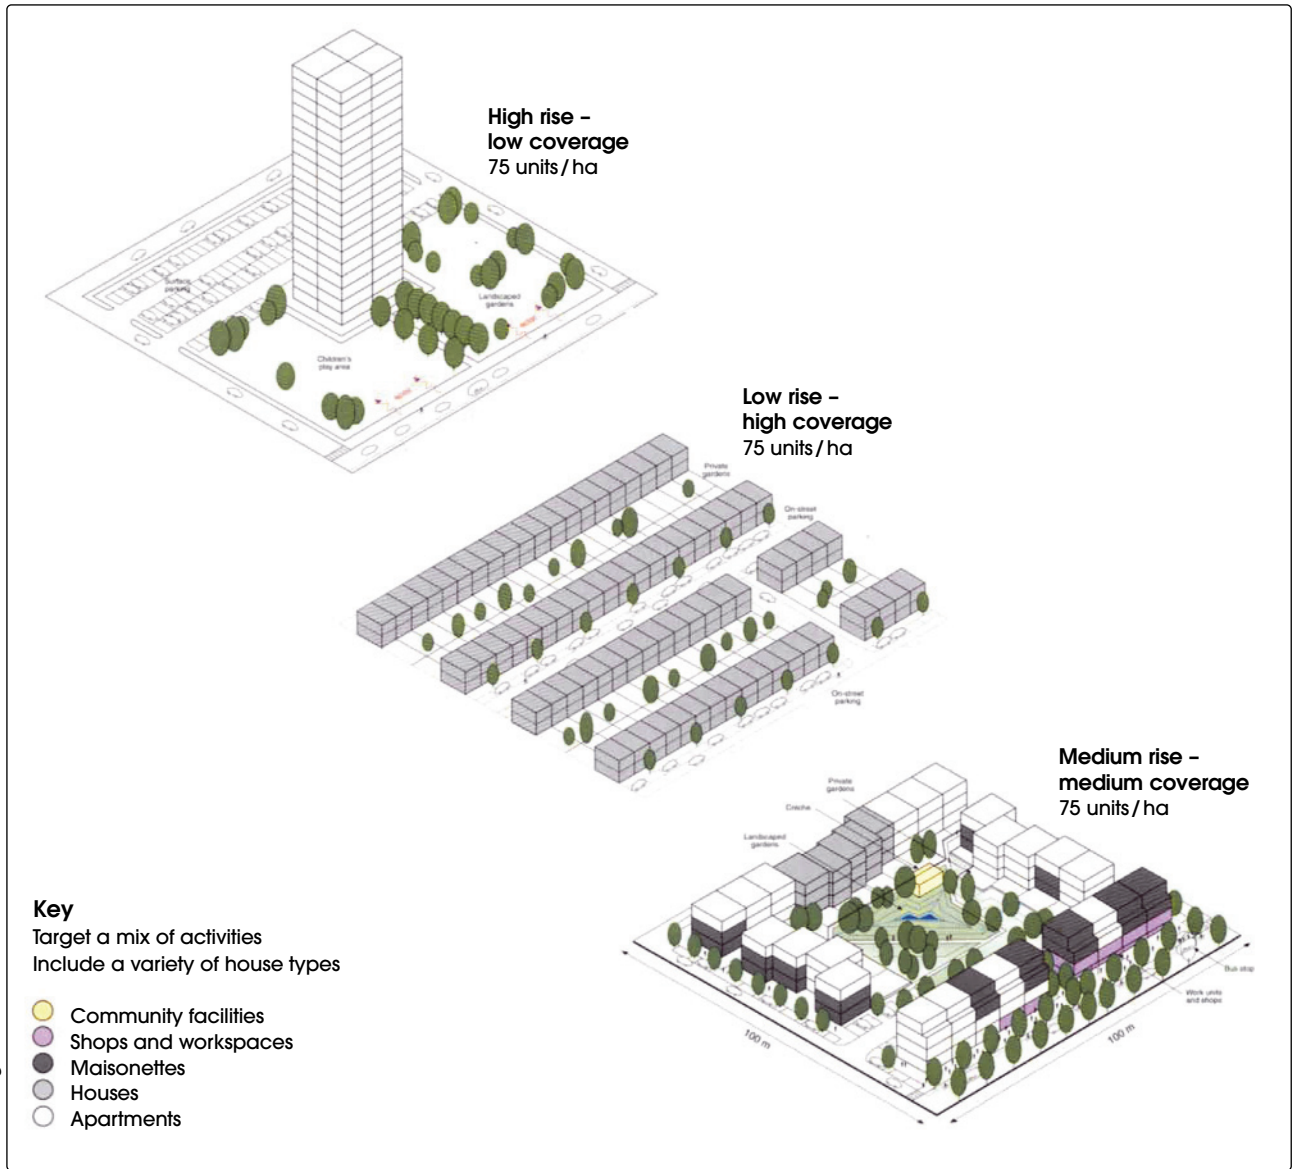 High rise –
low coverage
75 units/ha
Surface
parking
Landscaped
gardens
Children's
play area
Low rise –
high coverage
75 units/ha
Private
gardens
On-street
parking
On-street
parking
Medium rise –
medium coverage
75 units/ha
Private
gardens
Creche
Landscaped
gardens
Bus stop
Work units
and shops
100 m
100 m
Key
Target a mix of activities
Include a variety of house types
Community facilities
Shops and workspaces
Maisonettes
Houses
Apartments